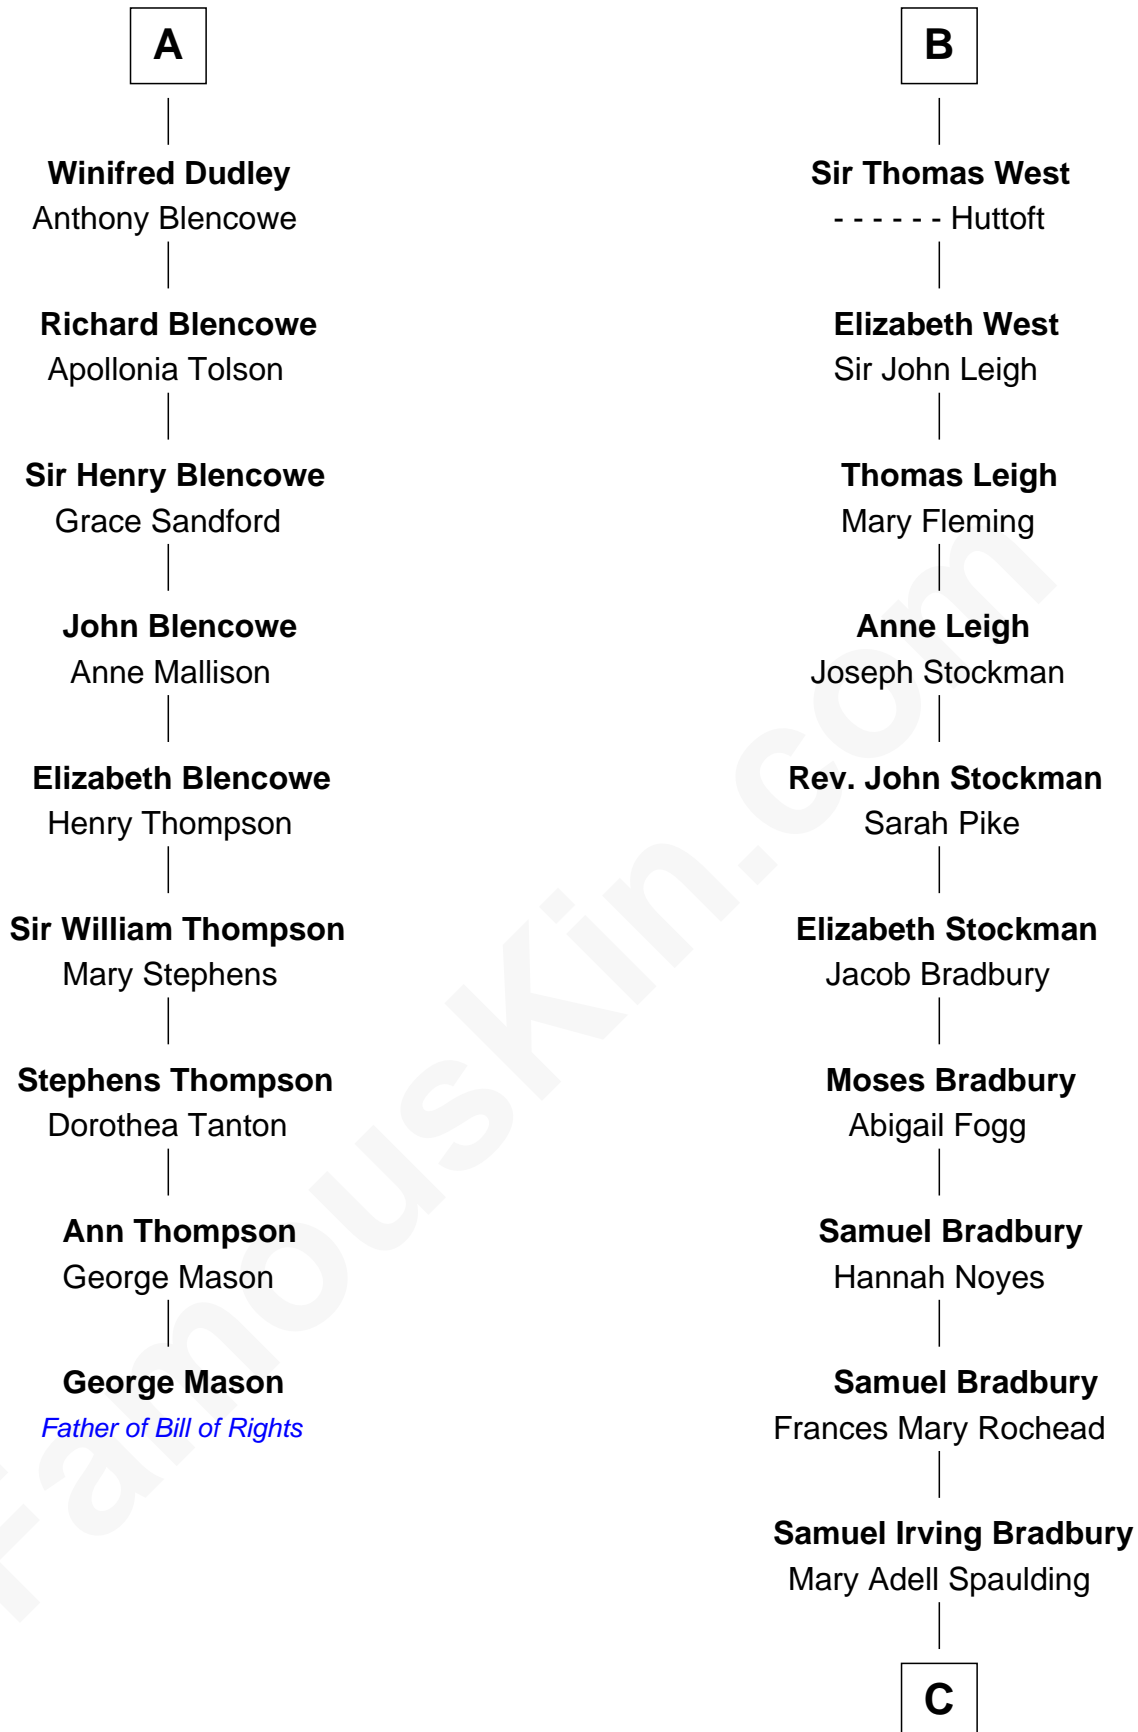 A
Winifred Dudley
Anthony Blencowe
Richard Blencowe
Apollonia Tolson
Sir Henry Blencowe
Grace Sandford
John Blencowe
Anne Mallison
Elizabeth Blencowe
Henry Thompson
Sir William Thompson
Mary Stephens
Stephens Thompson
Dorothea Tanton
Ann Thompson
George Mason
George Mason
Father of Bill of Rights
B
Sir Thomas West
- - - - - - Huttoft
Elizabeth West
Sir John Leigh
Thomas Leigh
Mary Fleming
Anne Leigh
Joseph Stockman
Rev. John Stockman
Sarah Pike
Elizabeth Stockman
Jacob Bradbury
Moses Bradbury
Abigail Fogg
Samuel Bradbury
Hannah Noyes
Samuel Bradbury
Frances Mary Rochead
Samuel Irving Bradbury
Mary Adell Spaulding
C
FamousKin.com